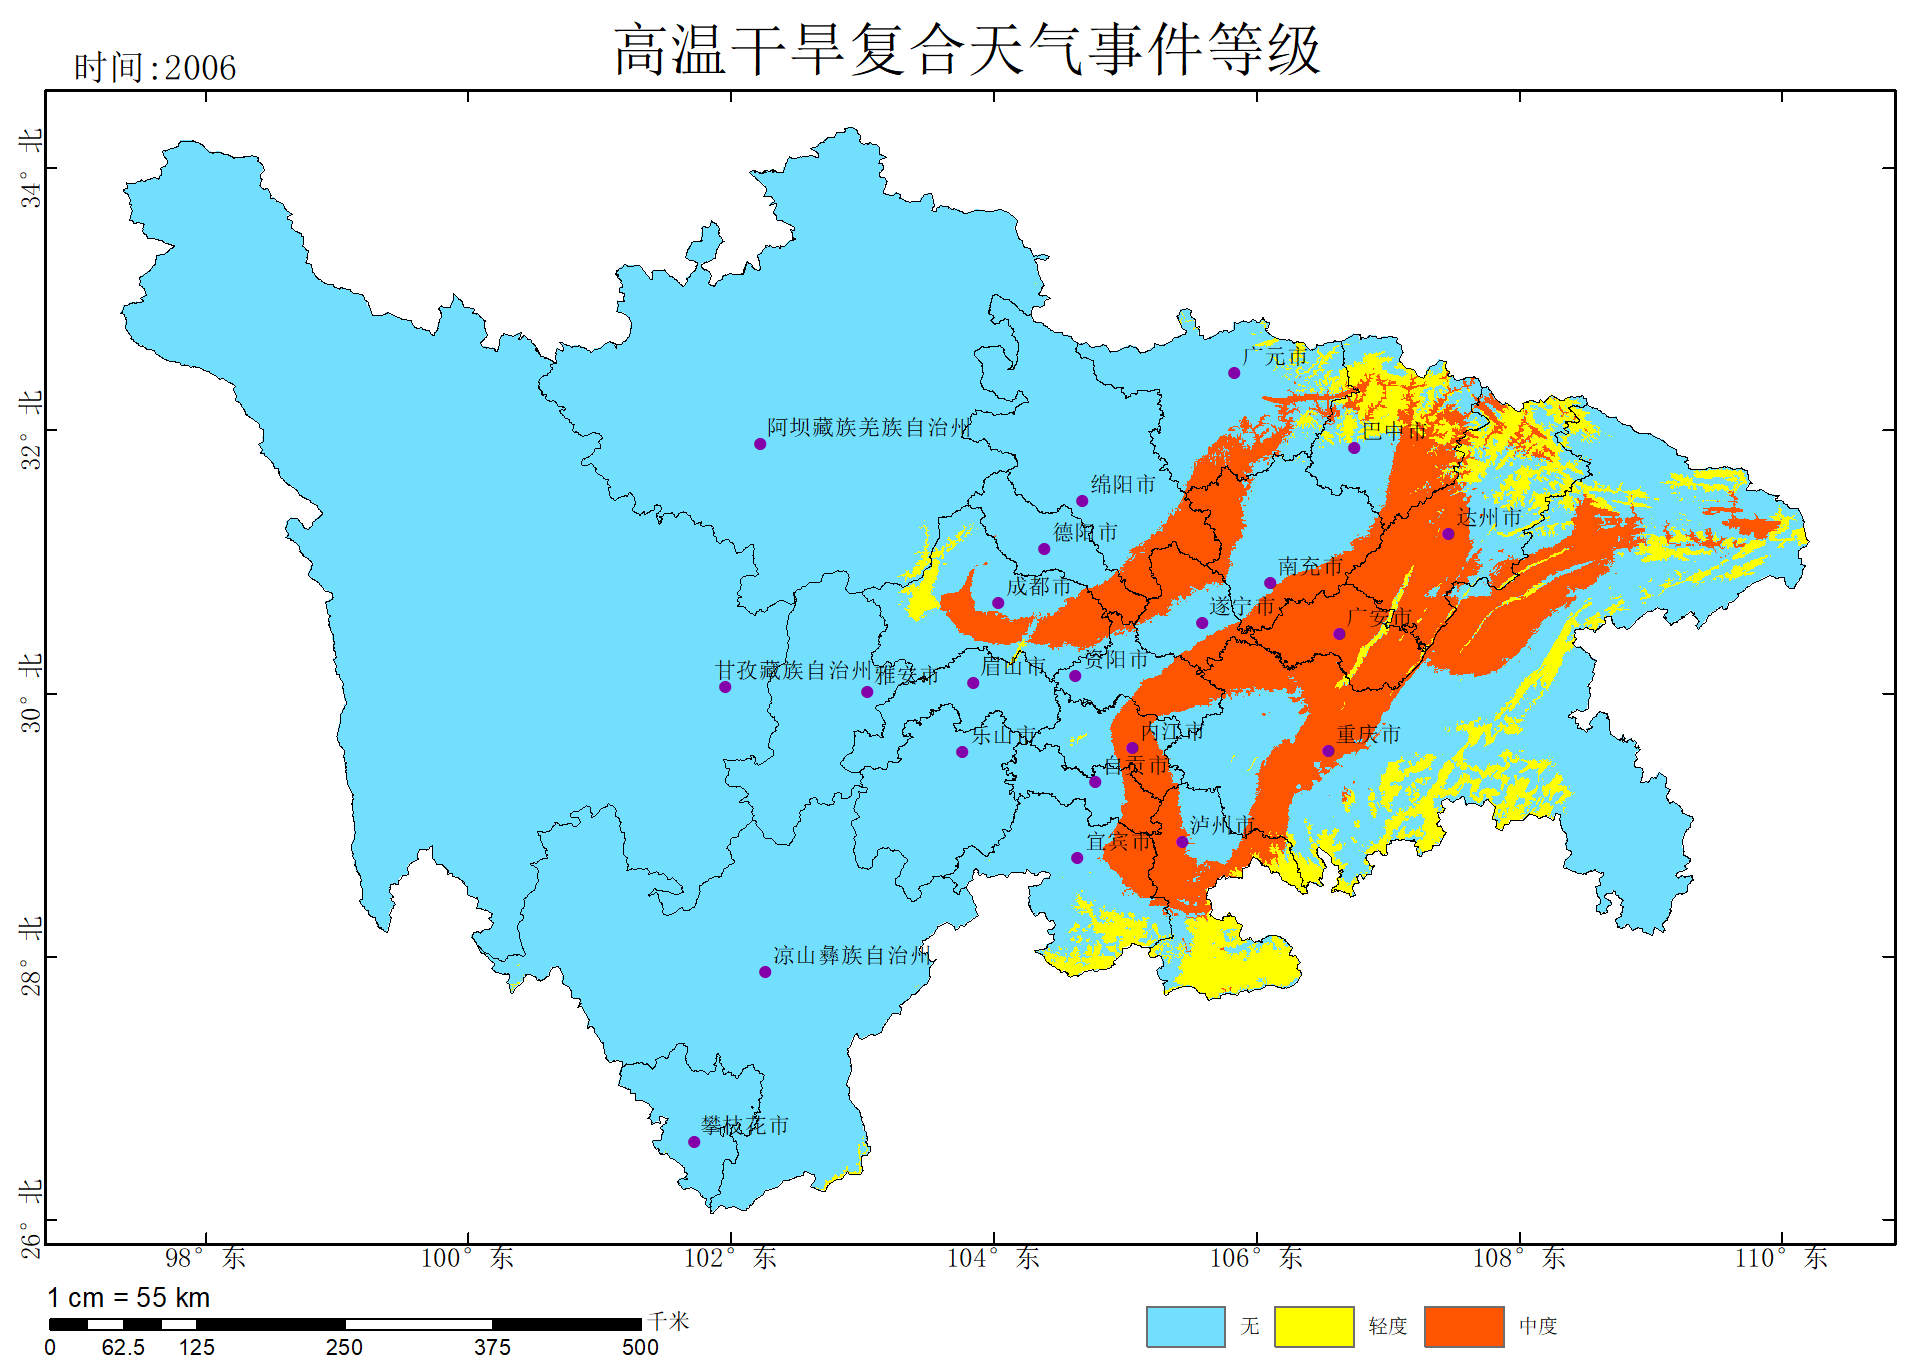 高温干旱复合天气事件等级
时间:2006
34° 北
32° 北
30° 北
28° 北
26° 北
广元市
阿坝藏族羌族自治州
巴中市
绵阳市
达州市
德阳市
南充市
成都市
遂宁市
广安市
资阳市
眉山市
甘孜藏族自治州
雅安市
内江市
重庆市
乐山市
自贡市
泸州市
宜宾市
凉山彝族自治州
攀枝花市
98° 东
100° 东
102° 东
104° 东
106° 东
108° 东
110° 东
1 cm = 55 km
千米
0 62.5 125 250 375 500
无 轻度 中度